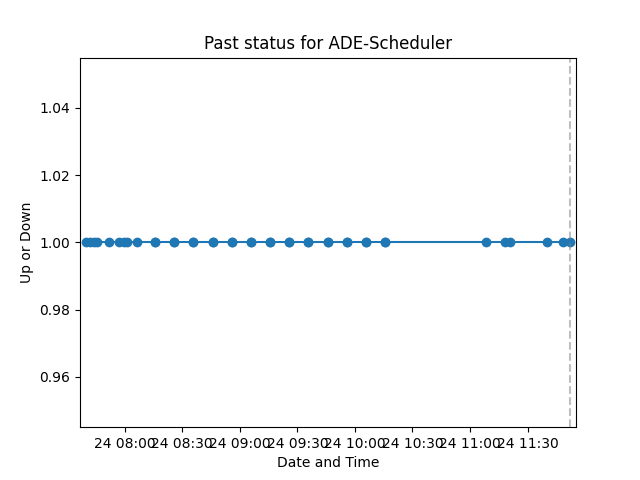 Past status for ADE-Scheduler
Up or Down
1.04
1.02
1.00
0.98
0.96
24 08:00 24 08:30 24 09:00 24 09:30 24 10:00 24 10:30 24 11:00 24 11:30
Date and Time